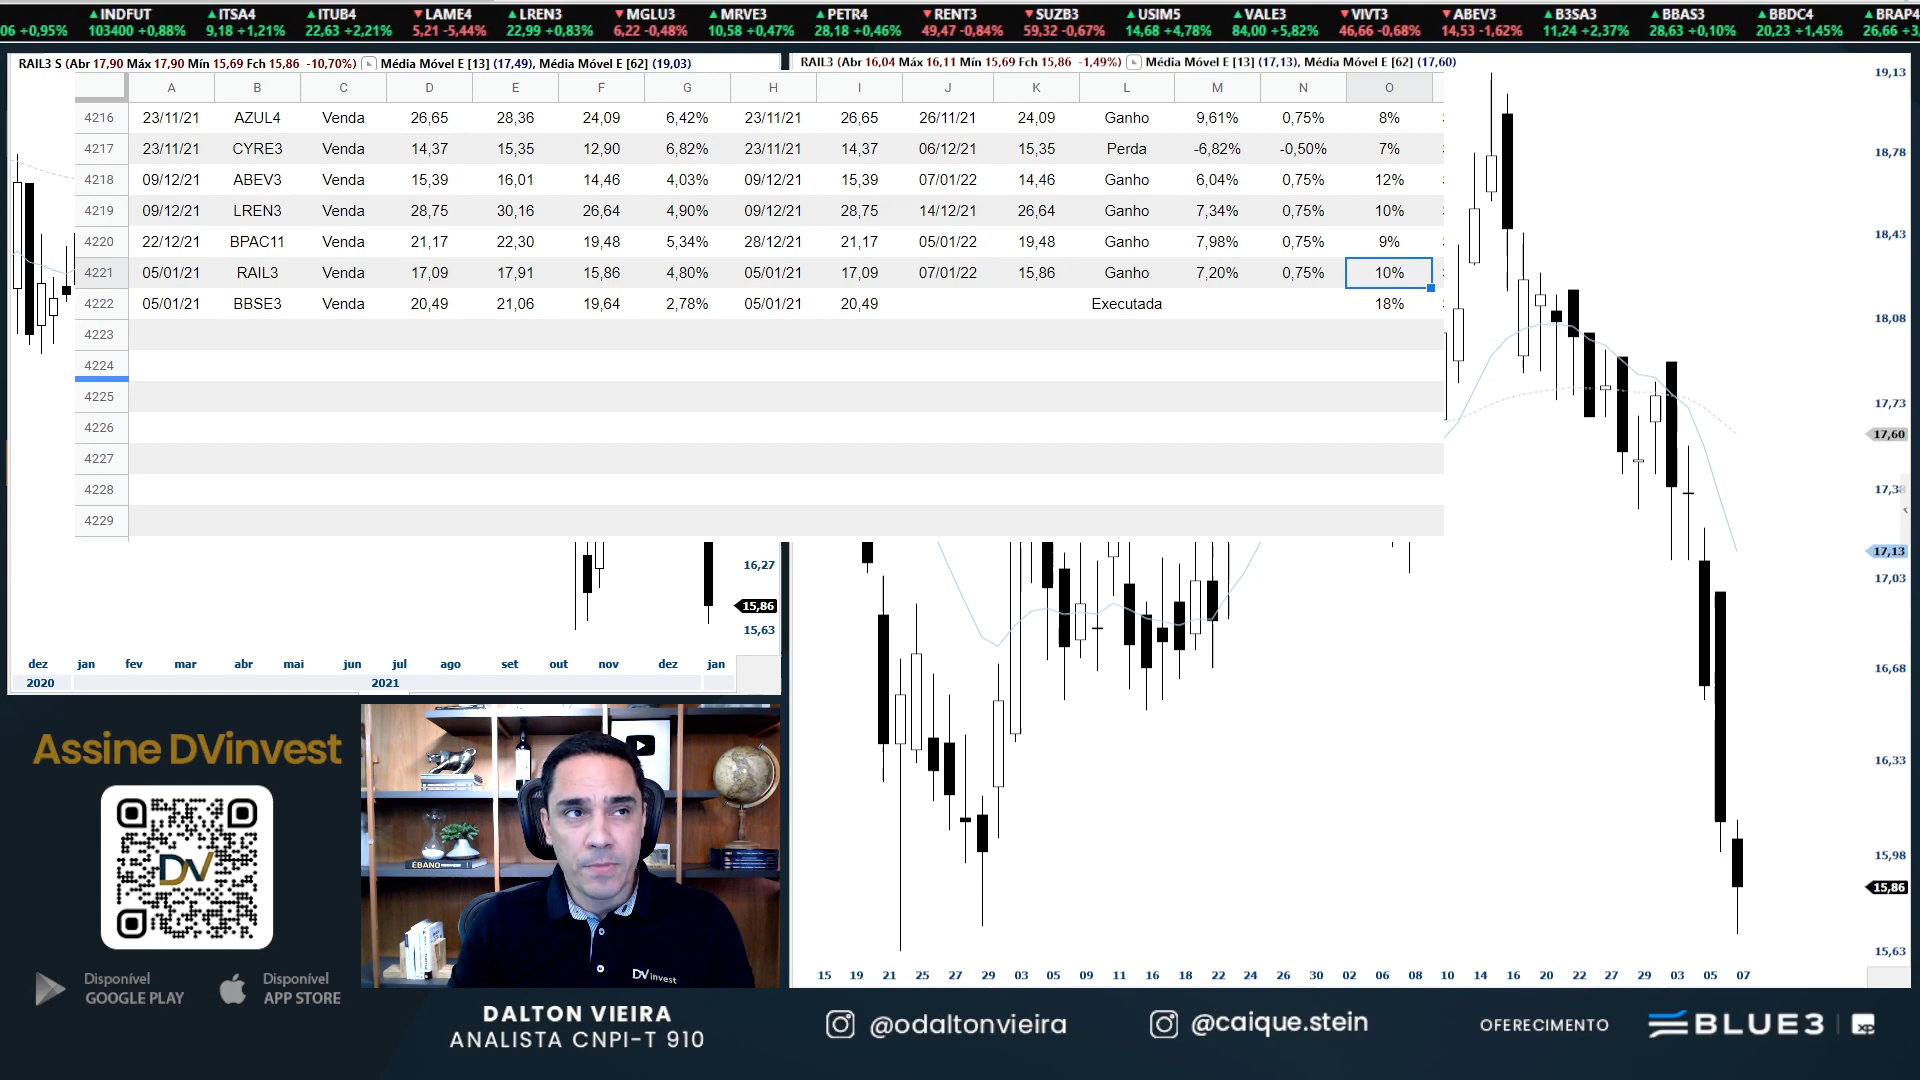 06 +0,95%
▲INDFUT 103400 +0,88%
▲ITSA4 9,18 +1,21%
▲ITUB4 22,63 +2,21%
▼LAME4 5,21 -5,44%
▲LREN3 22,99 +0,83%
▼MGLU3 6,22 -0,48%
▲MRVE3 10,58 +0,47%
▲PETR4 28,18 +0,46%
▼RENT3 49,47 -0,84%
▼SUZB3 59,32 -0,67%
▲USIM5 14,68 +4,78%
▲VALE3 84,00 +5,82%
▼VIVT3 46,66 -0,68%
▼ABEV3 14,53 -1,62%
▲B3SA3 11,24 +2,37%
▲BBAS3 28,63 +0,10%
▲BBDC4 20,23 +1,45%
▲BRAP4 26,66 +3,
RAIL3 S (Abr 17,90 Máx 17,90 Mín 15,69 Fch 15,86 -10,70%) Média Móvel E [13] (17,49), Média Móvel E [62] (19,03)
RAIL3 (Abr 16,04 Máx 16,11 Mín 15,69 Fch 15,86 -1,49%) Média Móvel E [13] (17,13), Média Móvel E [62] (17,60)
A B C D E F G H I J K L M N O
4216 23/11/21 AZUL4 Venda 26,65 28,36 24,09 6,42% 23/11/21 26,65 26/11/21 24,09 Ganho 9,61% 0,75% 8%
4217 23/11/21 CYRE3 Venda 14,37 15,35 12,90 6,82% 23/11/21 14,37 06/12/21 15,35 Perda -6,82% -0,50% 7%
4218 09/12/21 ABEV3 Venda 15,39 16,01 14,46 4,03% 09/12/21 15,39 07/01/22 14,46 Ganho 6,04% 0,75% 12%
4219 09/12/21 LREN3 Venda 28,75 30,16 26,64 4,90% 09/12/21 28,75 14/12/21 26,64 Ganho 7,34% 0,75% 10%
4220 22/12/21 BPAC11 Venda 21,17 22,30 19,48 5,34% 28/12/21 21,17 05/01/22 19,48 Ganho 7,98% 0,75% 9%
4221 05/01/21 RAIL3 Venda 17,09 17,91 15,86 4,80% 05/01/21 17,09 07/01/22 15,86 Ganho 7,20% 0,75% 10%
4222 05/01/21 BBSE3 Venda 20,49 21,06 19,64 2,78% 05/01/21 20,49 Executada 18%
4223
4224
4225
4226
4227
4228
4229
16,27
15,86
15,63
dez jan fev mar abr mai jun jul ago set out nov dez jan
2020 2021
19,13
18,78
18,43
18,08
17,73
17,60
17,38
17,13
17,03
16,68
16,33
15,98
15,86
15,63
15 19 21 25 27 29 03 05 09 11 16 18 22 24 26 30 02 06 08 10 14 16 20 22 27 29 03 05 07
Assine DVinvest
DV
Disponível
GOOGLE PLAY
Disponível
APP STORE
ÉBANO
DVinvest
DALTON VIEIRA
ANALISTA CNPI-T 910
@odaltonvieira
@caique.stein
OFERECIMENTO
BLUE3
xp